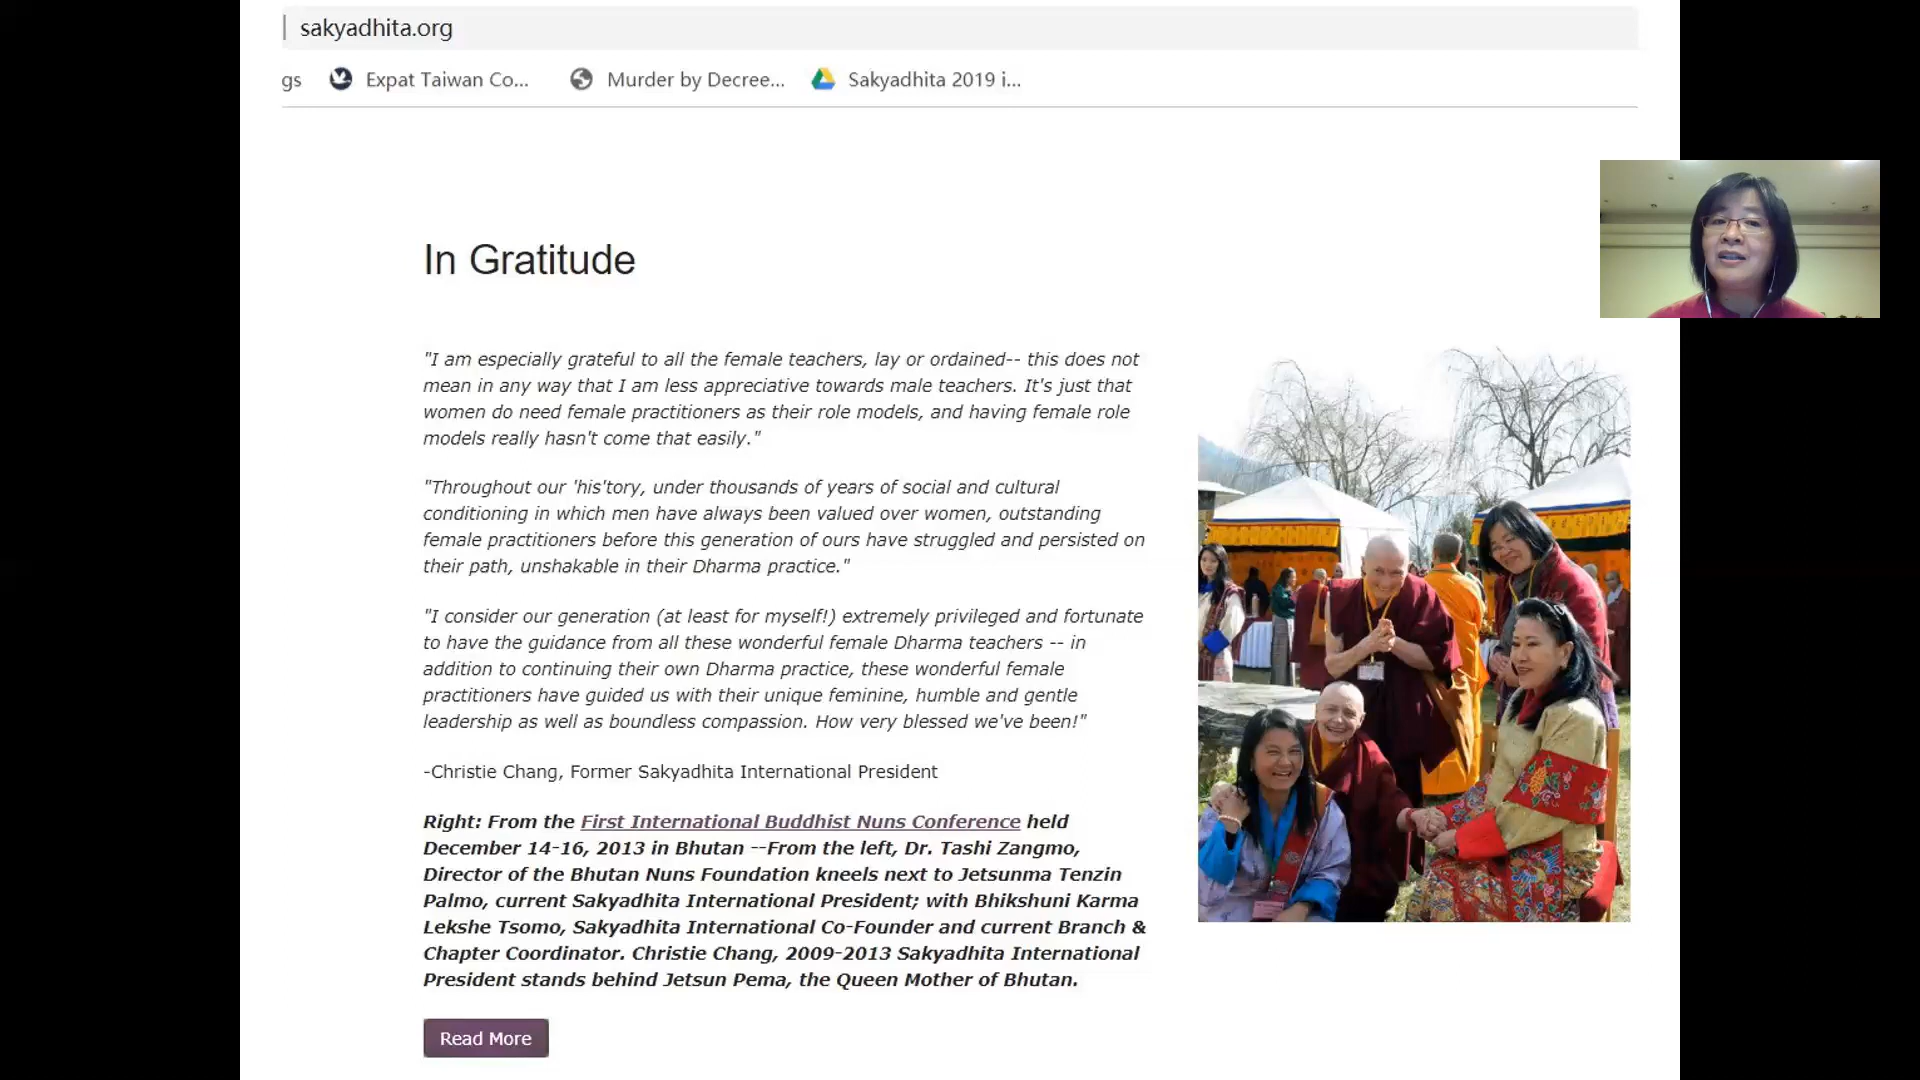 sakyadhita.org
gs Expat Taiwan Co... Murder by Decree... Sakyadhita 2019 i...
In Gratitude
"I am especially grateful to all the female teachers, lay or ordained-- this does not
mean in any way that I am less appreciative towards male teachers. It's just that
women do need female practitioners as their role models, and having female role
models really hasn't come that easily."
"Throughout our 'his'tory, under thousands of years of social and cultural
conditioning in which men have always been valued over women, outstanding
female practitioners before this generation of ours have struggled and persisted on
their path, unshakable in their Dharma practice."
"I consider our generation (at least for myself!) extremely privileged and fortunate
to have the guidance from all these wonderful female Dharma teachers -- in
addition to continuing their own Dharma practice, these wonderful female
practitioners have guided us with their unique feminine, humble and gentle
leadership as well as boundless compassion. How very blessed we've been!"
-Christie Chang, Former Sakyadhita International President
Right: From the First International Buddhist Nuns Conference held
December 14-16, 2013 in Bhutan --From the left, Dr. Tashi Zangmo,
Director of the Bhutan Nuns Foundation kneels next to Jetsunma Tenzin
Palmo, current Sakyadhita International President; with Bhikshuni Karma
Lekshe Tsomo, Sakyadhita International Co-Founder and current Branch &
Chapter Coordinator. Christie Chang, 2009-2013 Sakyadhita International
President stands behind Jetsun Pema, the Queen Mother of Bhutan.
Read More